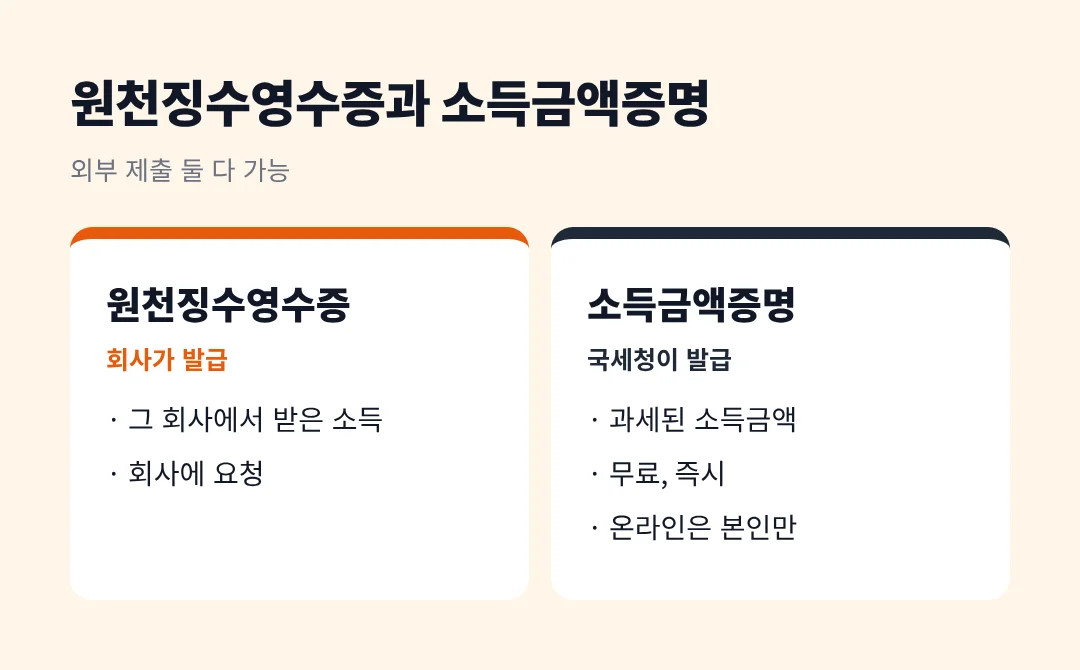 원천징수영수증과 소득금액증명
외부 제출 둘 다 가능
원천징수영수증
회사가 발급
· 그 회사에서 받은 소득
· 회사에 요청
소득금액증명
국세청이 발급
· 과세된 소득금액
· 무료, 즉시
· 온라인은 본인만